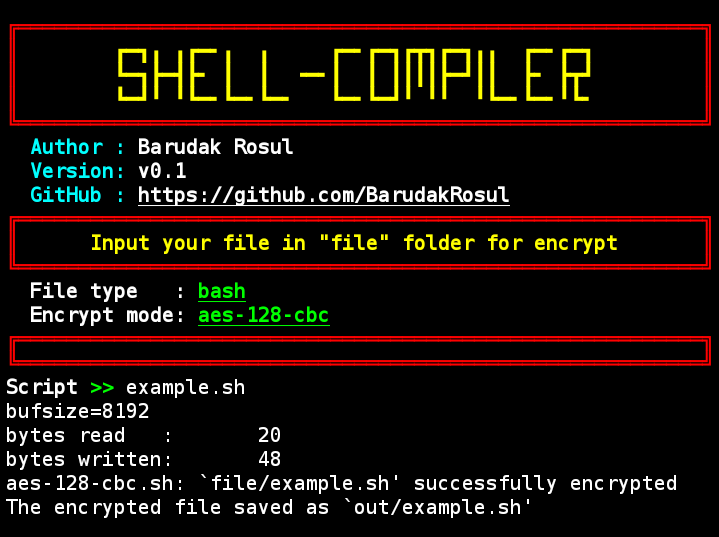 SHELL-COMPILER
Author : Barudak Rosul
Version: v0.1
GitHub : https://github.com/BarudakRosul
Input your file in "file" folder for encrypt
File type   : bash
Encrypt mode: aes-128-cbc
Script >> example.sh
bufsize=8192
bytes read   :       20
bytes written:       48
aes-128-cbc.sh: `file/example.sh' successfully encrypted
The encrypted file saved as `out/example.sh'